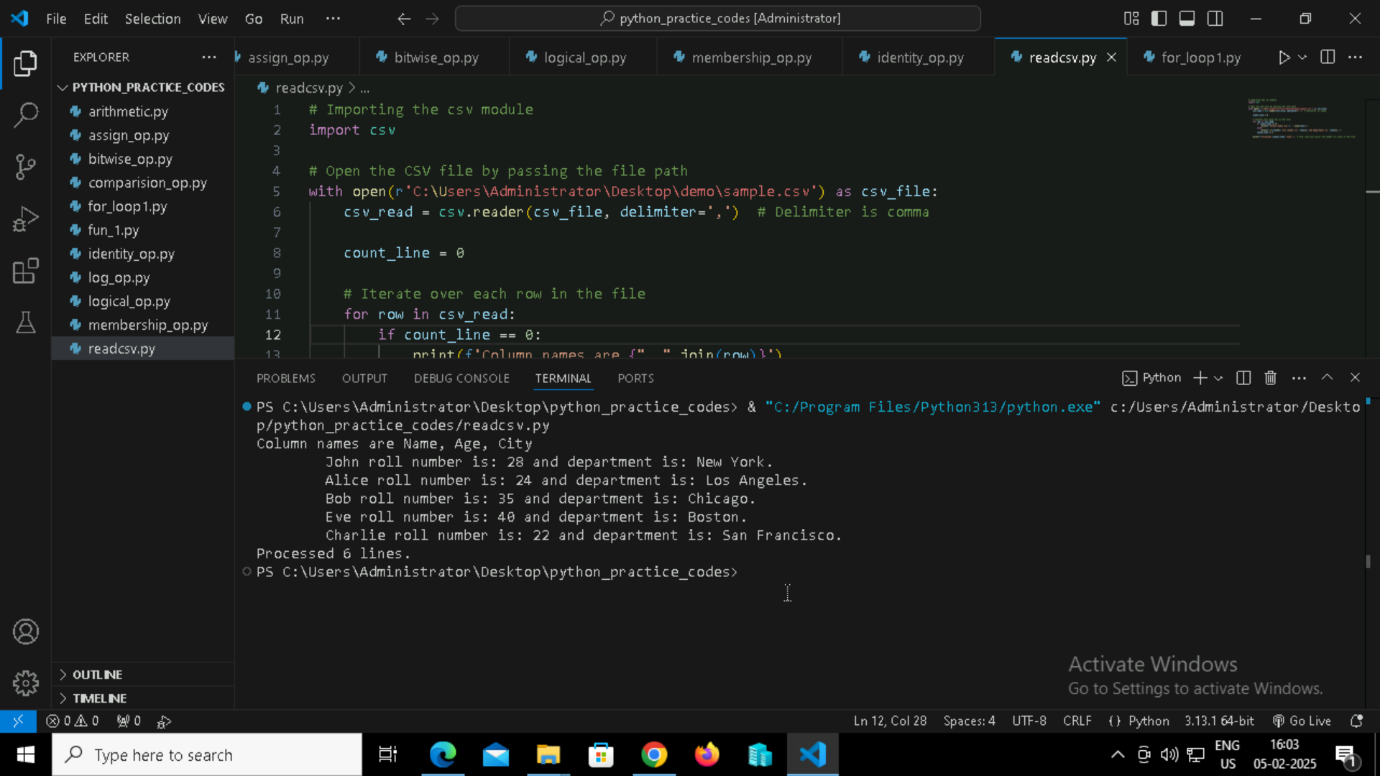 File Edit Selection View Go Run ··· python_practice_codes [Administrator]
EXPLORER ···
PYTHON_PRACTICE_CODES
arithmetic.py
assign_op.py
bitwise_op.py
comparision_op.py
for_loop1.py
fun_1.py
identity_op.py
log_op.py
logical_op.py
membership_op.py
readcsv.py
OUTLINE
TIMELINE
assign_op.py bitwise_op.py logical_op.py membership_op.py identity_op.py readcsv.py for_loop1.py
readcsv.py > ...
1 # Importing the csv module
2 import csv
3
4 # Open the CSV file by passing the file path
5 with open(r'C:\Users\Administrator\Desktop\demo\sample.csv') as csv_file:
6 csv_read = csv.reader(csv_file, delimiter=',') # Delimiter is comma
7
8 count_line = 0
9
10 # Iterate over each row in the file
11 for row in csv_read:
12 if count_line == 0:
13 print(f'Column names are {", ".join(row)}')
PROBLEMS OUTPUT DEBUG CONSOLE TERMINAL PORTS Python
PS C:\Users\Administrator\Desktop\python_practice_codes> & "C:/Program Files/Python313/python.exe" c:/Users/Administrator/Deskto
p/python_practice_codes/readcsv.py
Column names are Name, Age, City
John roll number is: 28 and department is: New York.
Alice roll number is: 24 and department is: Los Angeles.
Bob roll number is: 35 and department is: Chicago.
Eve roll number is: 40 and department is: Boston.
Charlie roll number is: 22 and department is: San Francisco.
Processed 6 lines.
PS C:\Users\Administrator\Desktop\python_practice_codes>
Activate Windows
Go to Settings to activate Windows.
0 0 0 Ln 12, Col 28 Spaces: 4 UTF-8 CRLF {} Python 3.13.1 64-bit Go Live
Type here to search
ENG
US
16:03
05-02-2025
1